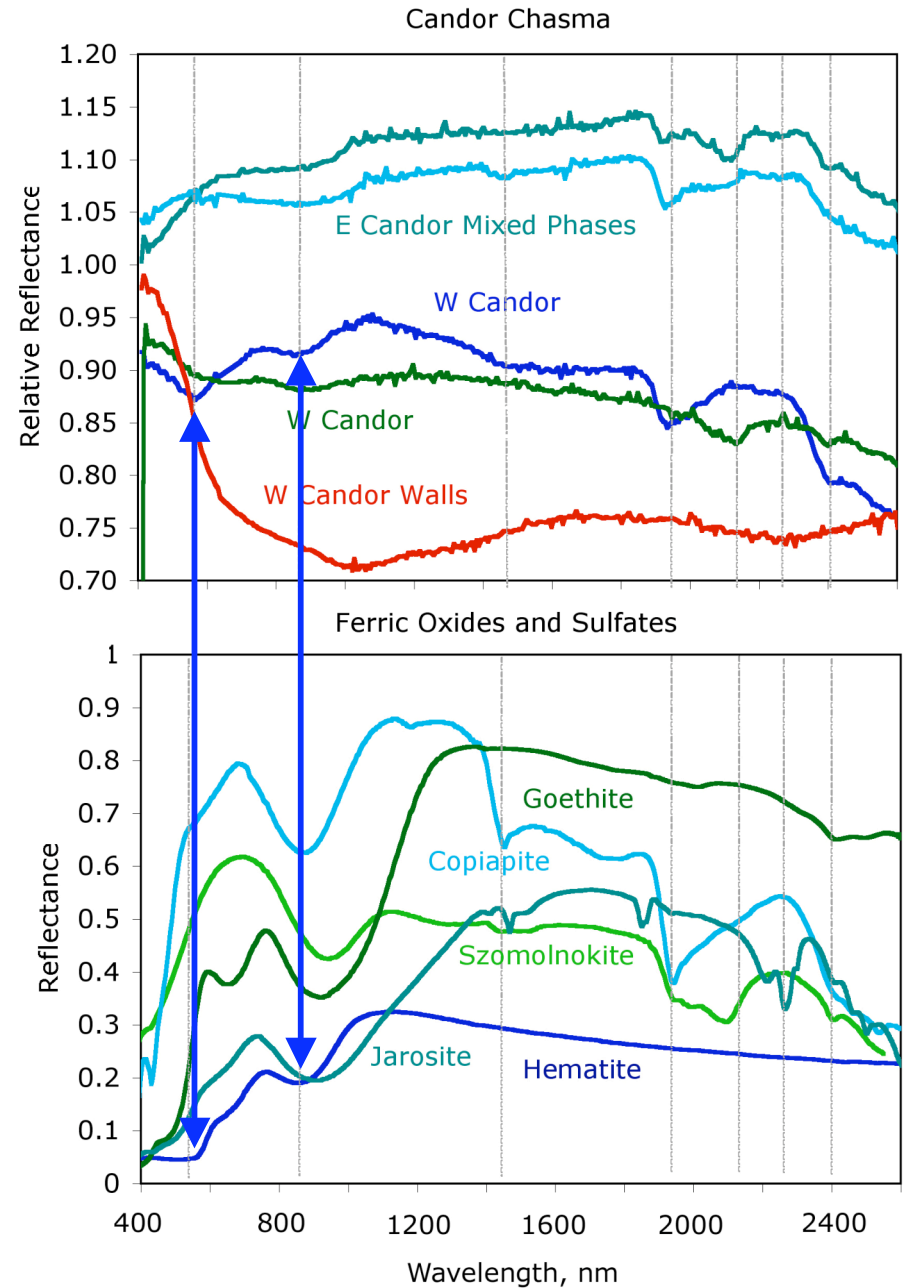 Candor Chasma
1.20
1.15
1.10
1.05
1.00
0.95
0.90
0.85
0.80
0.75
0.70
Relative Reflectance
E Candor Mixed Phases
W Candor
W Candor
W Candor Walls
Ferric Oxides and Sulfates
1
0.9
0.8
0.7
0.6
0.5
0.4
0.3
0.2
0.1
0
Reflectance
Goethite
Copiapite
Szomolnokite
Jarosite
Hematite
400 800 1200 1600 2000 2400
Wavelength, nm